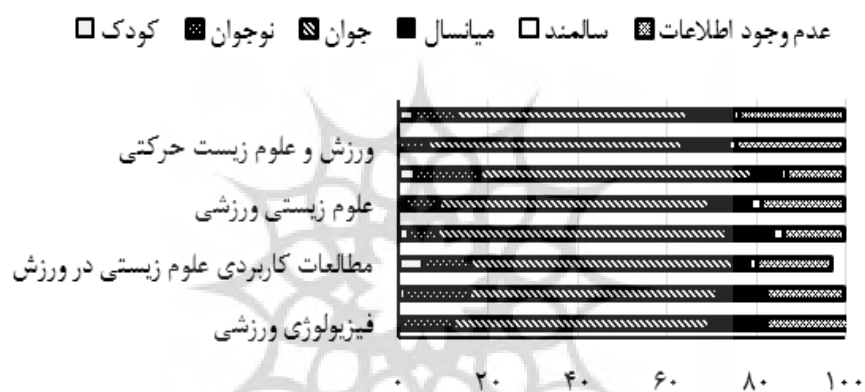 کودک نوجوان جوان میانسال سالمند عدم وجود اطلاعات
ورزش و علوم زیست حرکتی
علوم زیستی ورزشی
مطالعات کاربردی علوم زیستی در ورزش
فیزیولوژی ورزشی
۰ ۲۰ ۴۰ ۶۰ ۸۰ ۱۰۰